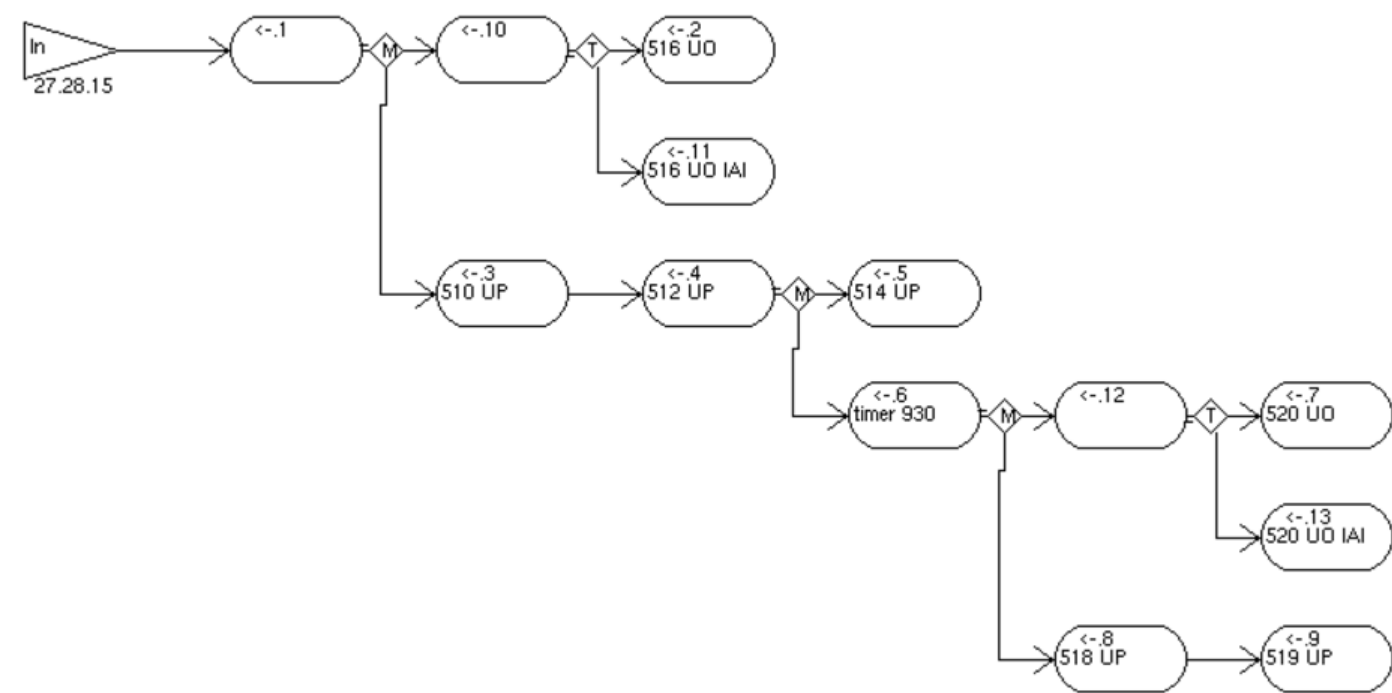 In
27.28.15
<-.1
M
<-.10
T
<-.2
516 UO
<-.11
516 UO IAI
<-.3
510 UP
<-.4
512 UP
M
<-.5
514 UP
<-.6
timer 930
M
<-.12
T
<-.7
520 UO
<-.13
520 UO IAI
<-.8
518 UP
<-.9
519 UP